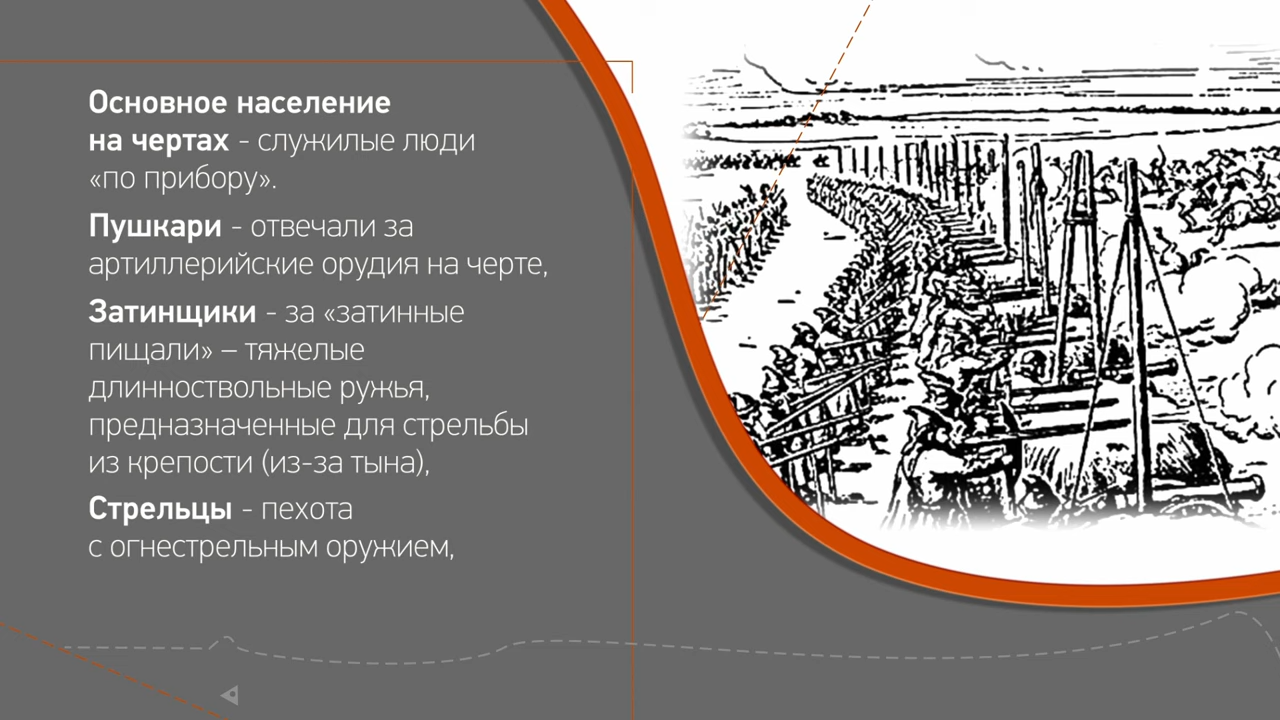 Основное население
на чертах - служилые люди
«по прибору».
Пушкари - отвечали за
артиллерийские орудия на черте,
Затинщики - за «затинные
пищали» – тяжелые
длинноствольные ружья,
предназначенные для стрельбы
из крепости (из-за тына),
Стрельцы - пехота
с огнестрельным оружием,